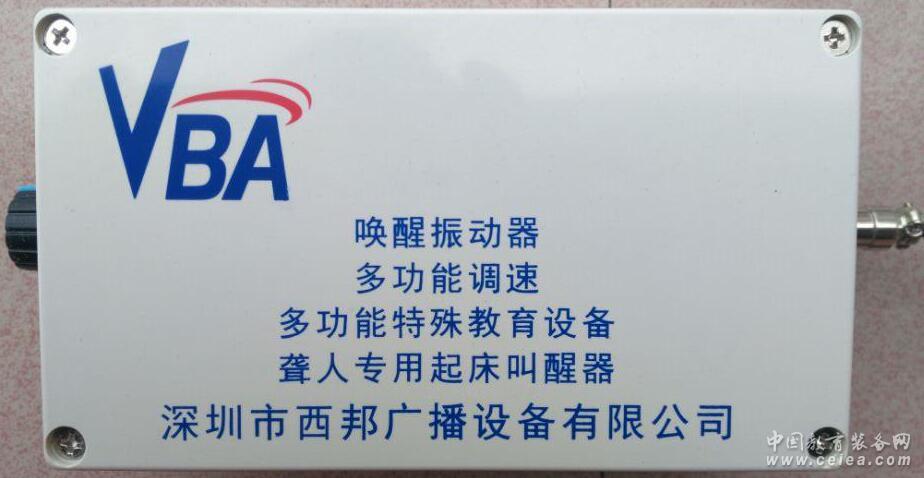 VBA
唤醒振动器
多功能调速
多功能特殊教育设备
聋人专用起床叫醒器
深圳市西邦广播设备有限公司
中国教育装备网
www.ceiea.com